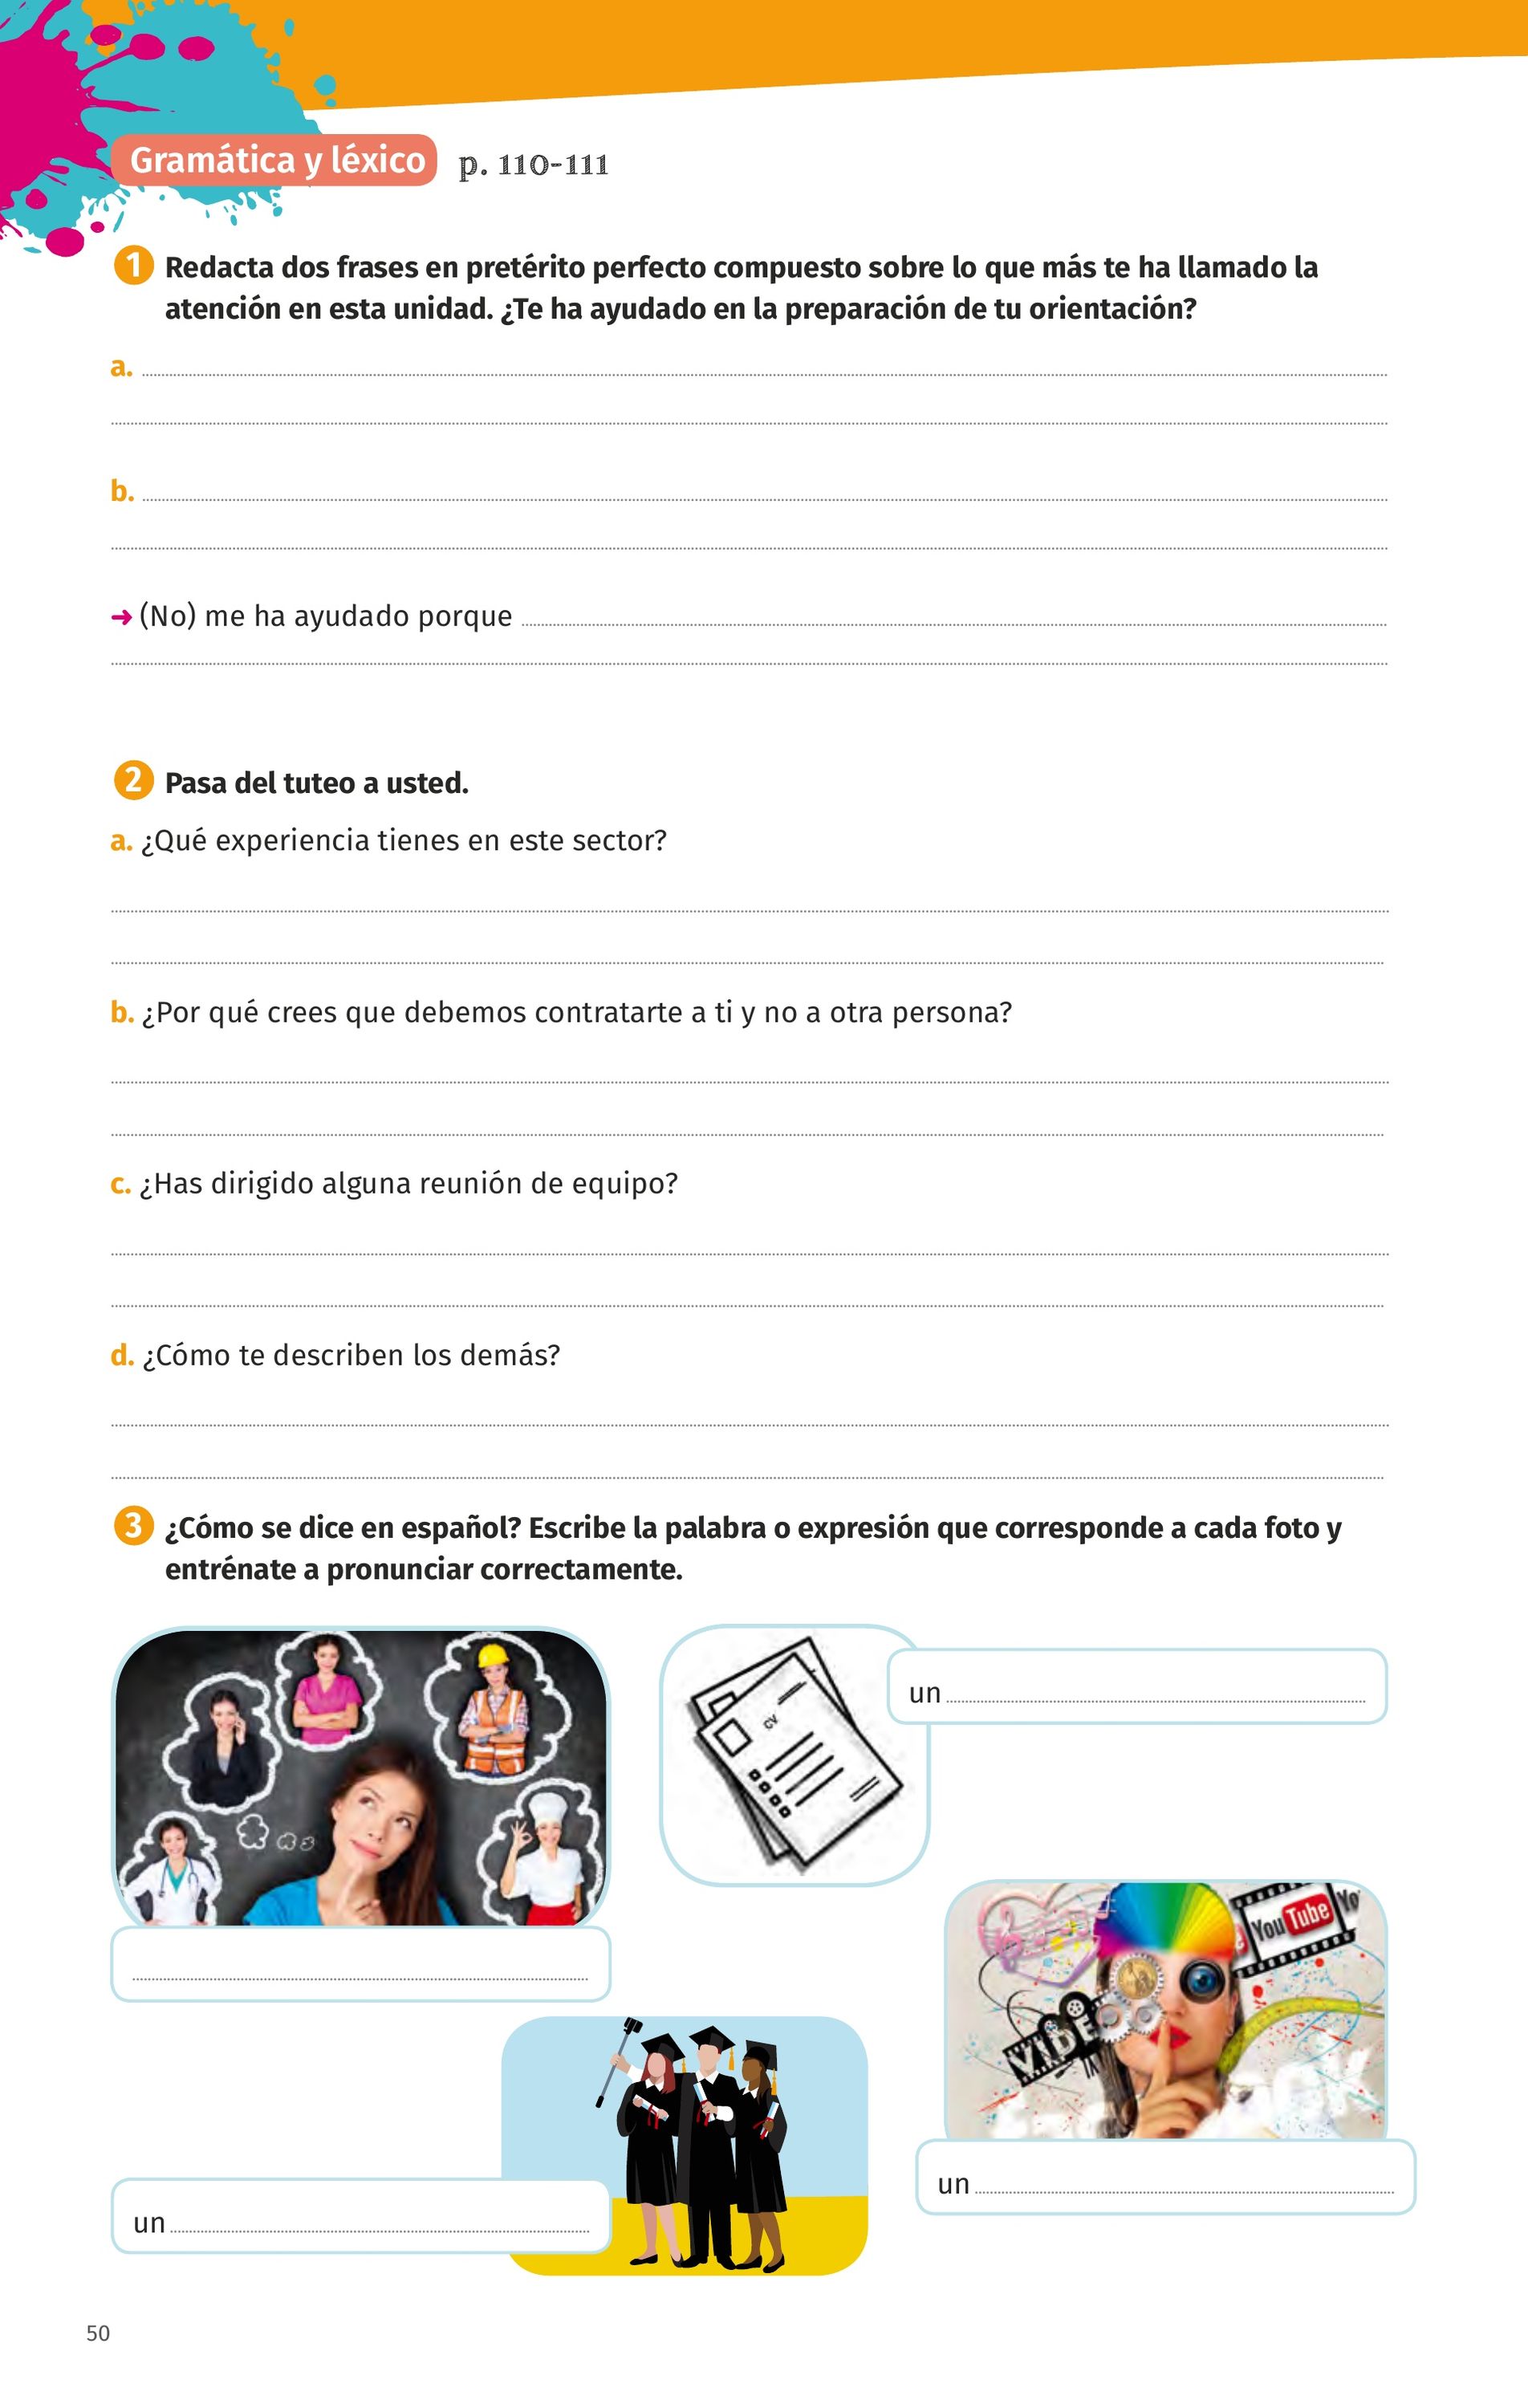 Gramática y léxico p. 110-111
1 Redacta dos frases en pretérito perfecto compuesto sobre lo que más te ha llamado la
atención en esta unidad. ¿Te ha ayudado en la preparación de tu orientación?
a.
b.
➜ (No) me ha ayudado porque
2 Pasa del tuteo a usted.
a. ¿Qué experiencia tienes en este sector?
b. ¿Por qué crees que debemos contratarte a ti y no a otra persona?
c. ¿Has dirigido alguna reunión de equipo?
d. ¿Cómo te describen los demás?
3 ¿Cómo se dice en español? Escribe la palabra o expresión que corresponde a cada foto y
entrénate a pronunciar correctamente.
un
CV
YouTube Yo
VIDE
un
un
50